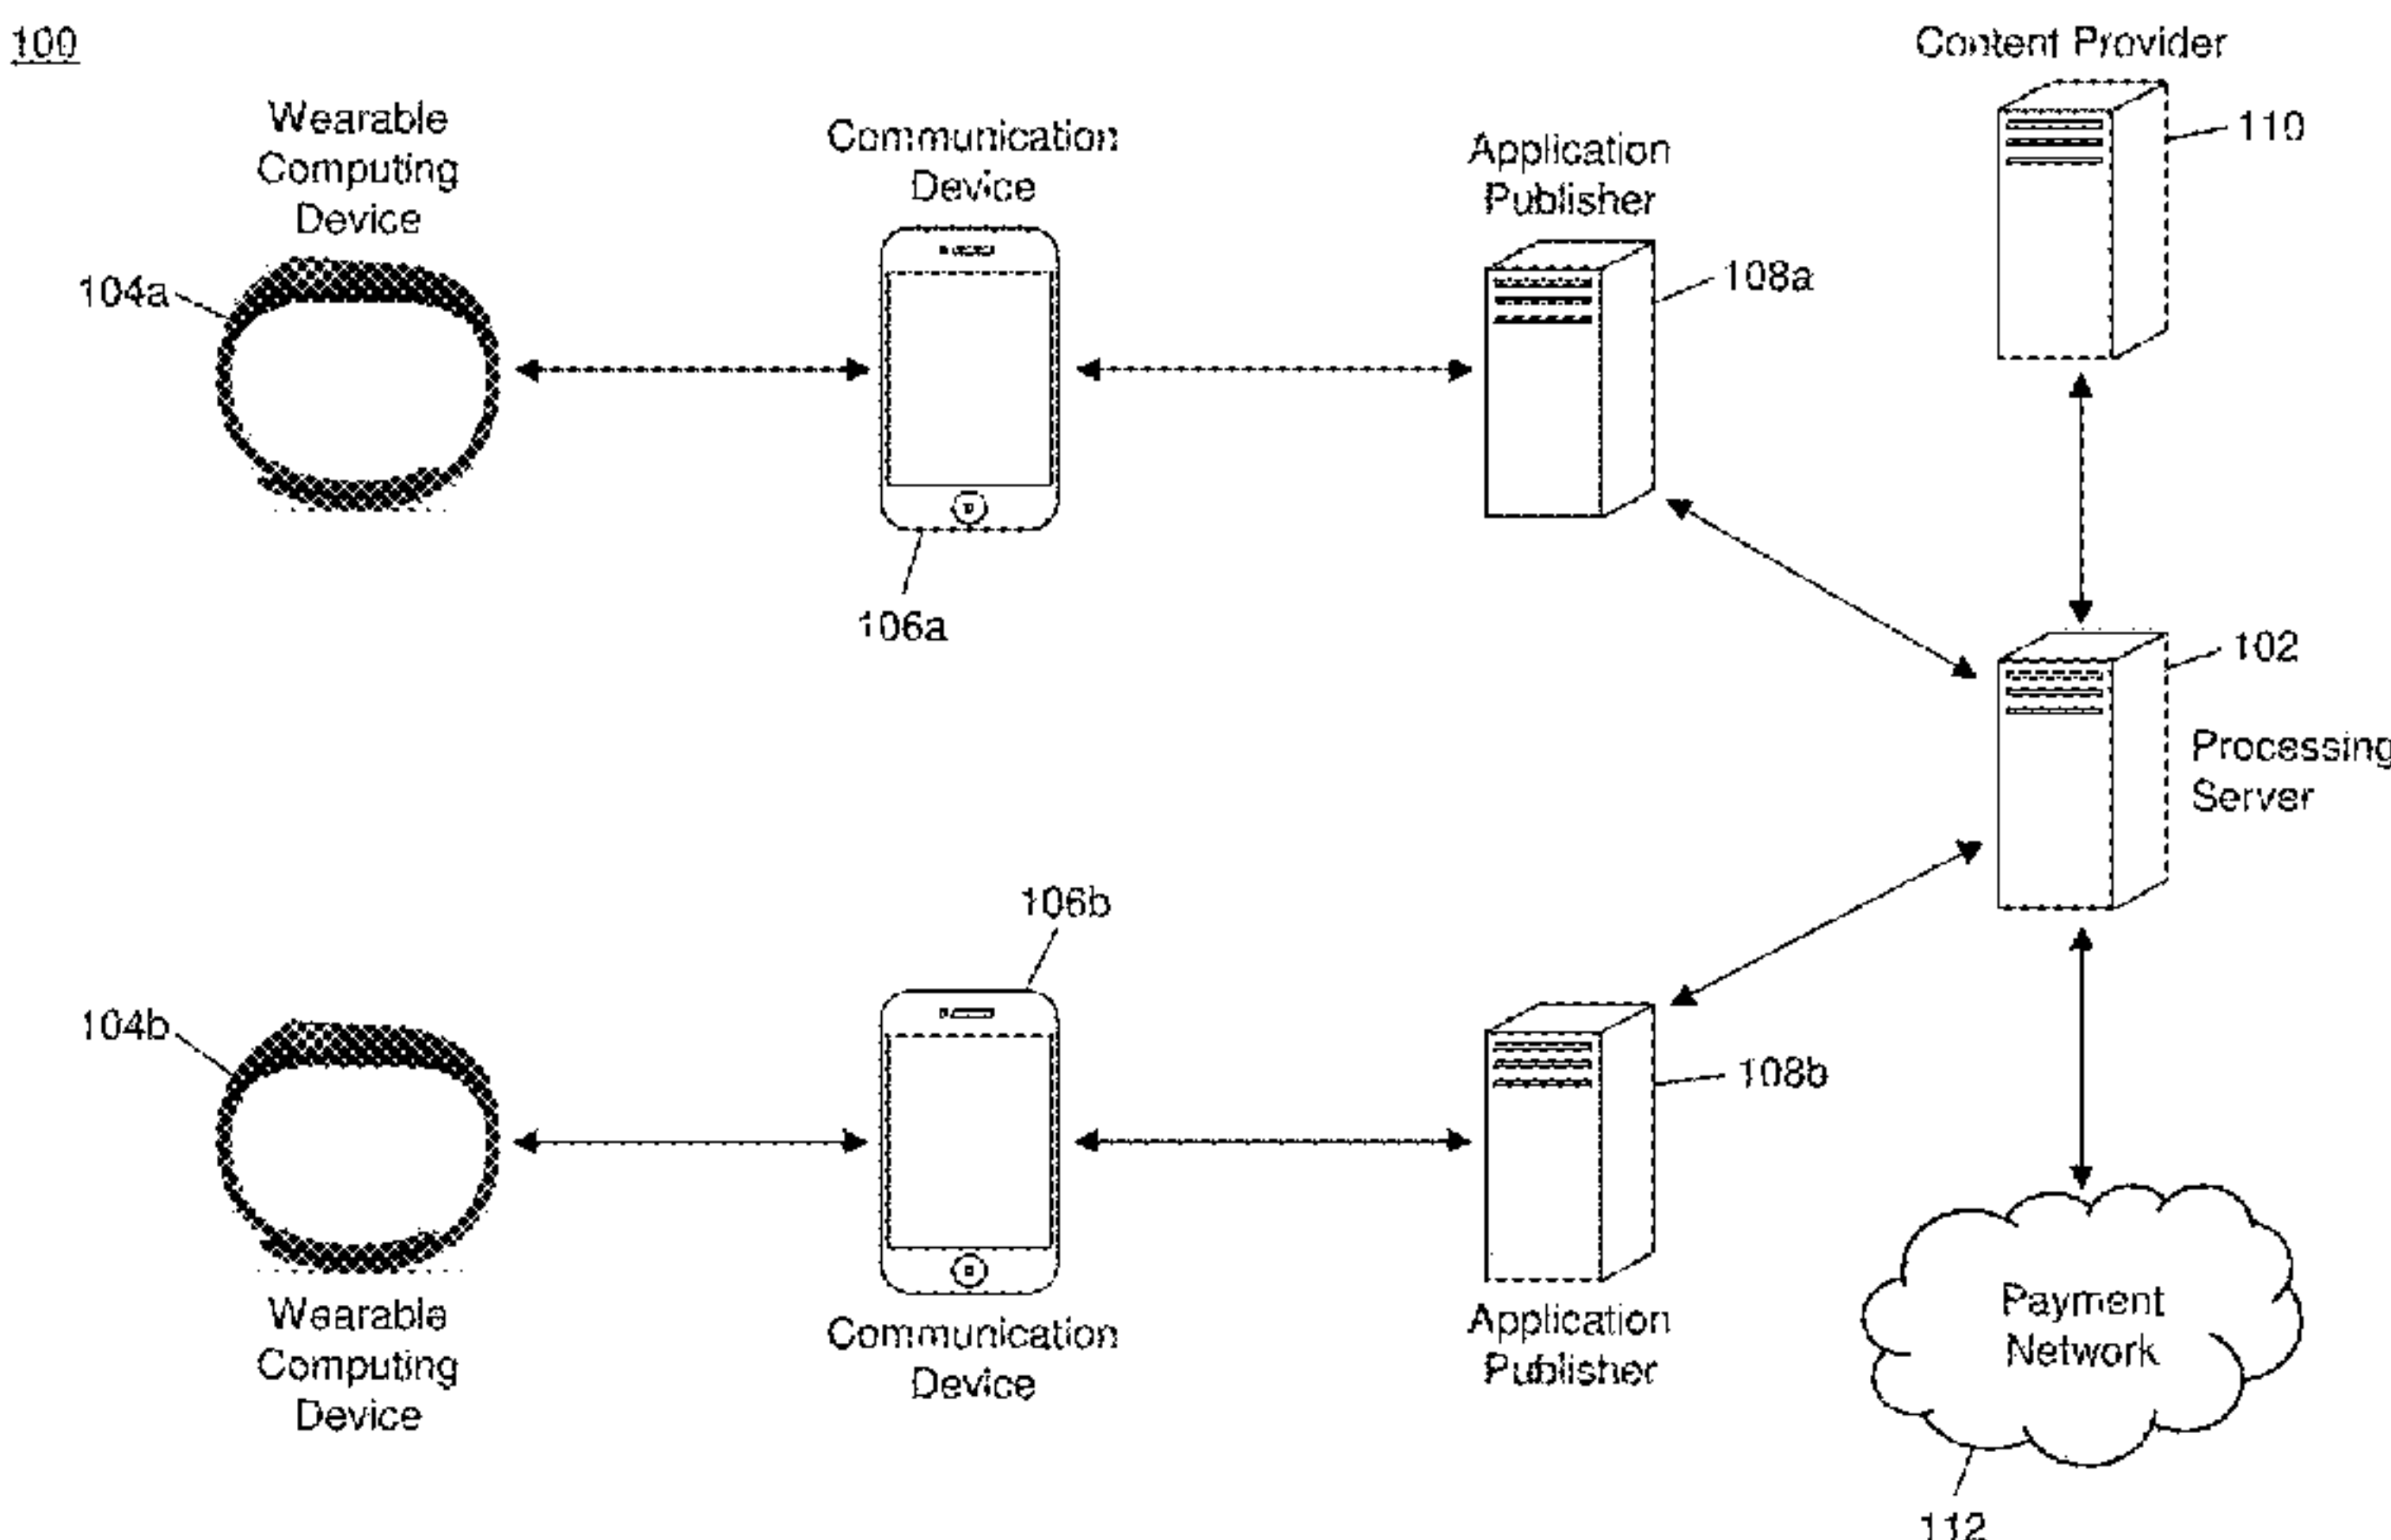 100
Content Provider
110
Wearable
Computing
Device
104a
Communication
Device
106a
Application
Publisher
108a
102
Processing
Server
106b
104b
108b
Wearable
Computing
Device
Communication
Device
Application
Publisher
Payment
Network
112